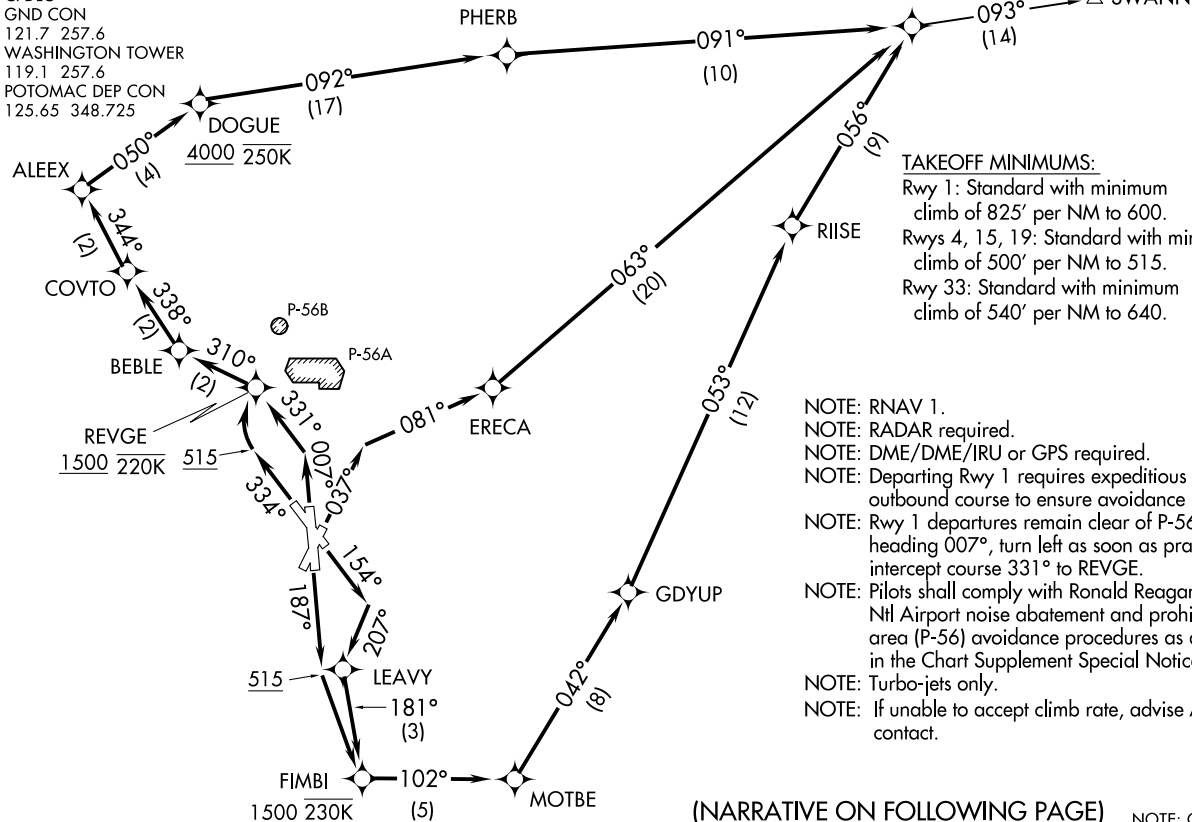 GND CON
121.7 257.6
WASHINGTON TOWER
119.1 257.6
POTOMAC DEP CON
125.65 348.725
PHERB
091°
(10)
093°
(14)
092°
(17)
DOGUE
4000 250K
050°
(4)
ALEEX
344°
(2)
COVTO
338°
(2)
BEBLE
310°
(2)
P-56B
P-56A
REVGE
1500 220K
515
331°
007°
334°
037°
081°
ERECA
063°
(20)
056°
(9)
RIISE
053°
(12)
GDYUP
042°
(8)
154°
207°
187°
515
LEAVY
181°
(3)
FIMBI
1500 230K
102°
(5)
MOTBE
TAKEOFF MINIMUMS:
Rwy 1: Standard with minimum
climb of 825' per NM to 600.
Rwys 4, 15, 19: Standard with
climb of 500' per NM to 515.
Rwy 33: Standard with minimum
climb of 540' per NM to 640.
NOTE: RNAV 1.
NOTE: RADAR required.
NOTE: DME/DME/IRU or GPS required.
NOTE: Departing Rwy 1 requires expeditious
outbound course to ensure avoidance
NOTE: Rwy 1 departures remain clear of
heading 007°, turn left as soon as
intercept course 331° to REVGE.
NOTE: Pilots shall comply with Ronald Reagan
Ntl Airport noise abatement and
area (P-56) avoidance procedures as
in the Chart Supplement Special
NOTE: Turbo-jets only.
NOTE: If unable to accept climb rate, advise
contact.
(NARRATIVE ON FOLLOWING PAGE)
NOTE: